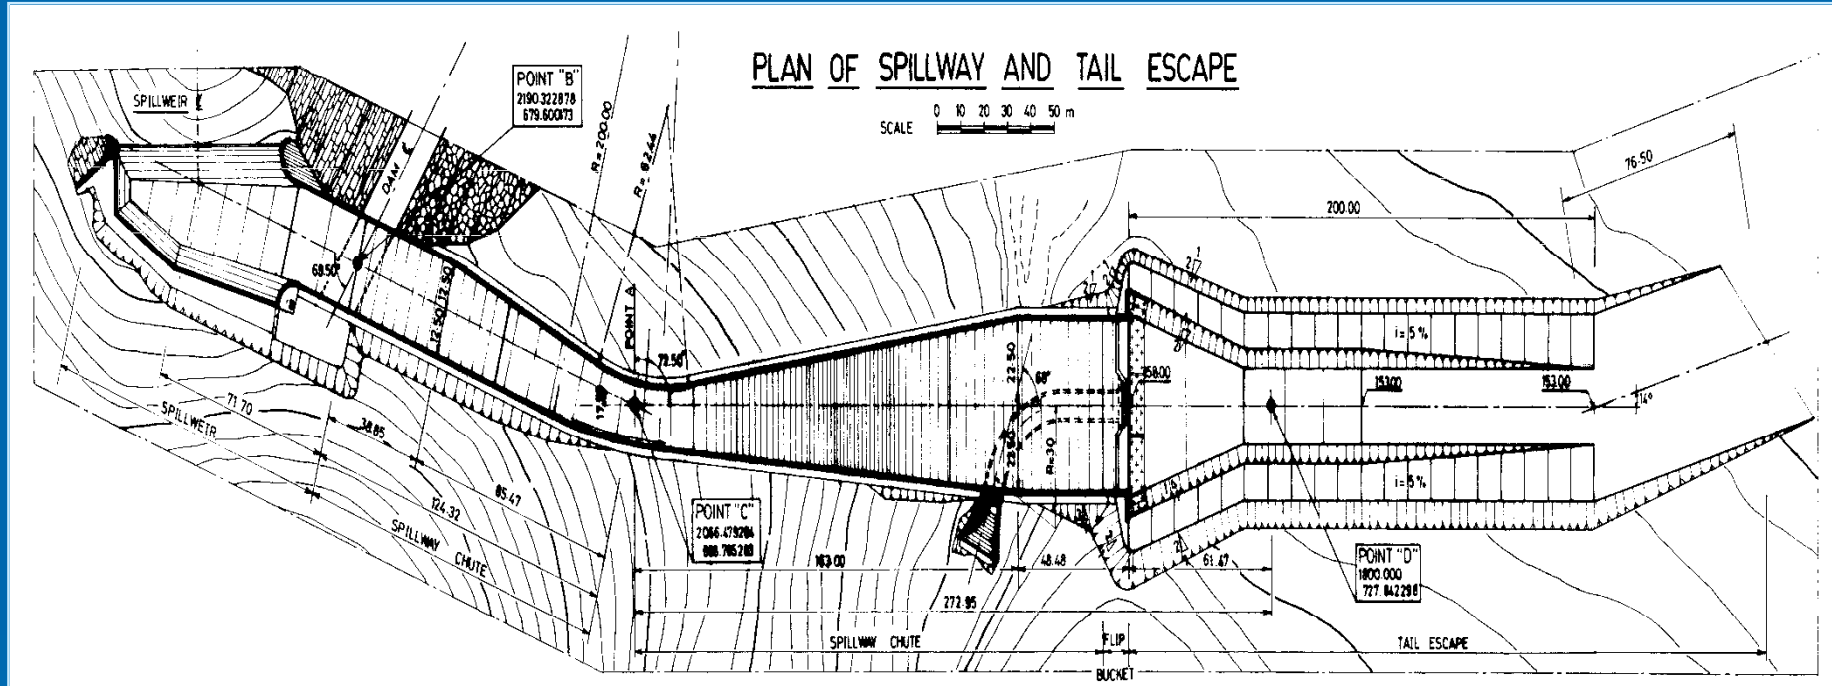 PLAN OF SPILLWAY AND TAIL ESCAPE
SCALE 0 10 20 30 40 50 m
SPILLWEIR
POINT "B"
2190.322878
679.600173
DAM
R=200.00
R=82.44
76.50
200.00
68.50°
12.50 12.50
POINT A
72.50°
22.50
68°
22.50
R=30
158.00
i=5%
153.00
153.00
14°
i=5%
71.70
SPILLWEIR
38.85
85.47
124.32
SPILLWAY CHUTE
POINT "C"
163.00
48.48
61.47
POINT "D"
1800.000
727.842298
272.95
SPILLWAY CHUTE
FLIP
BUCKET
TAIL ESCAPE